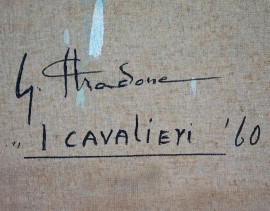 G. Stradone
„ I CAVALIERI '60